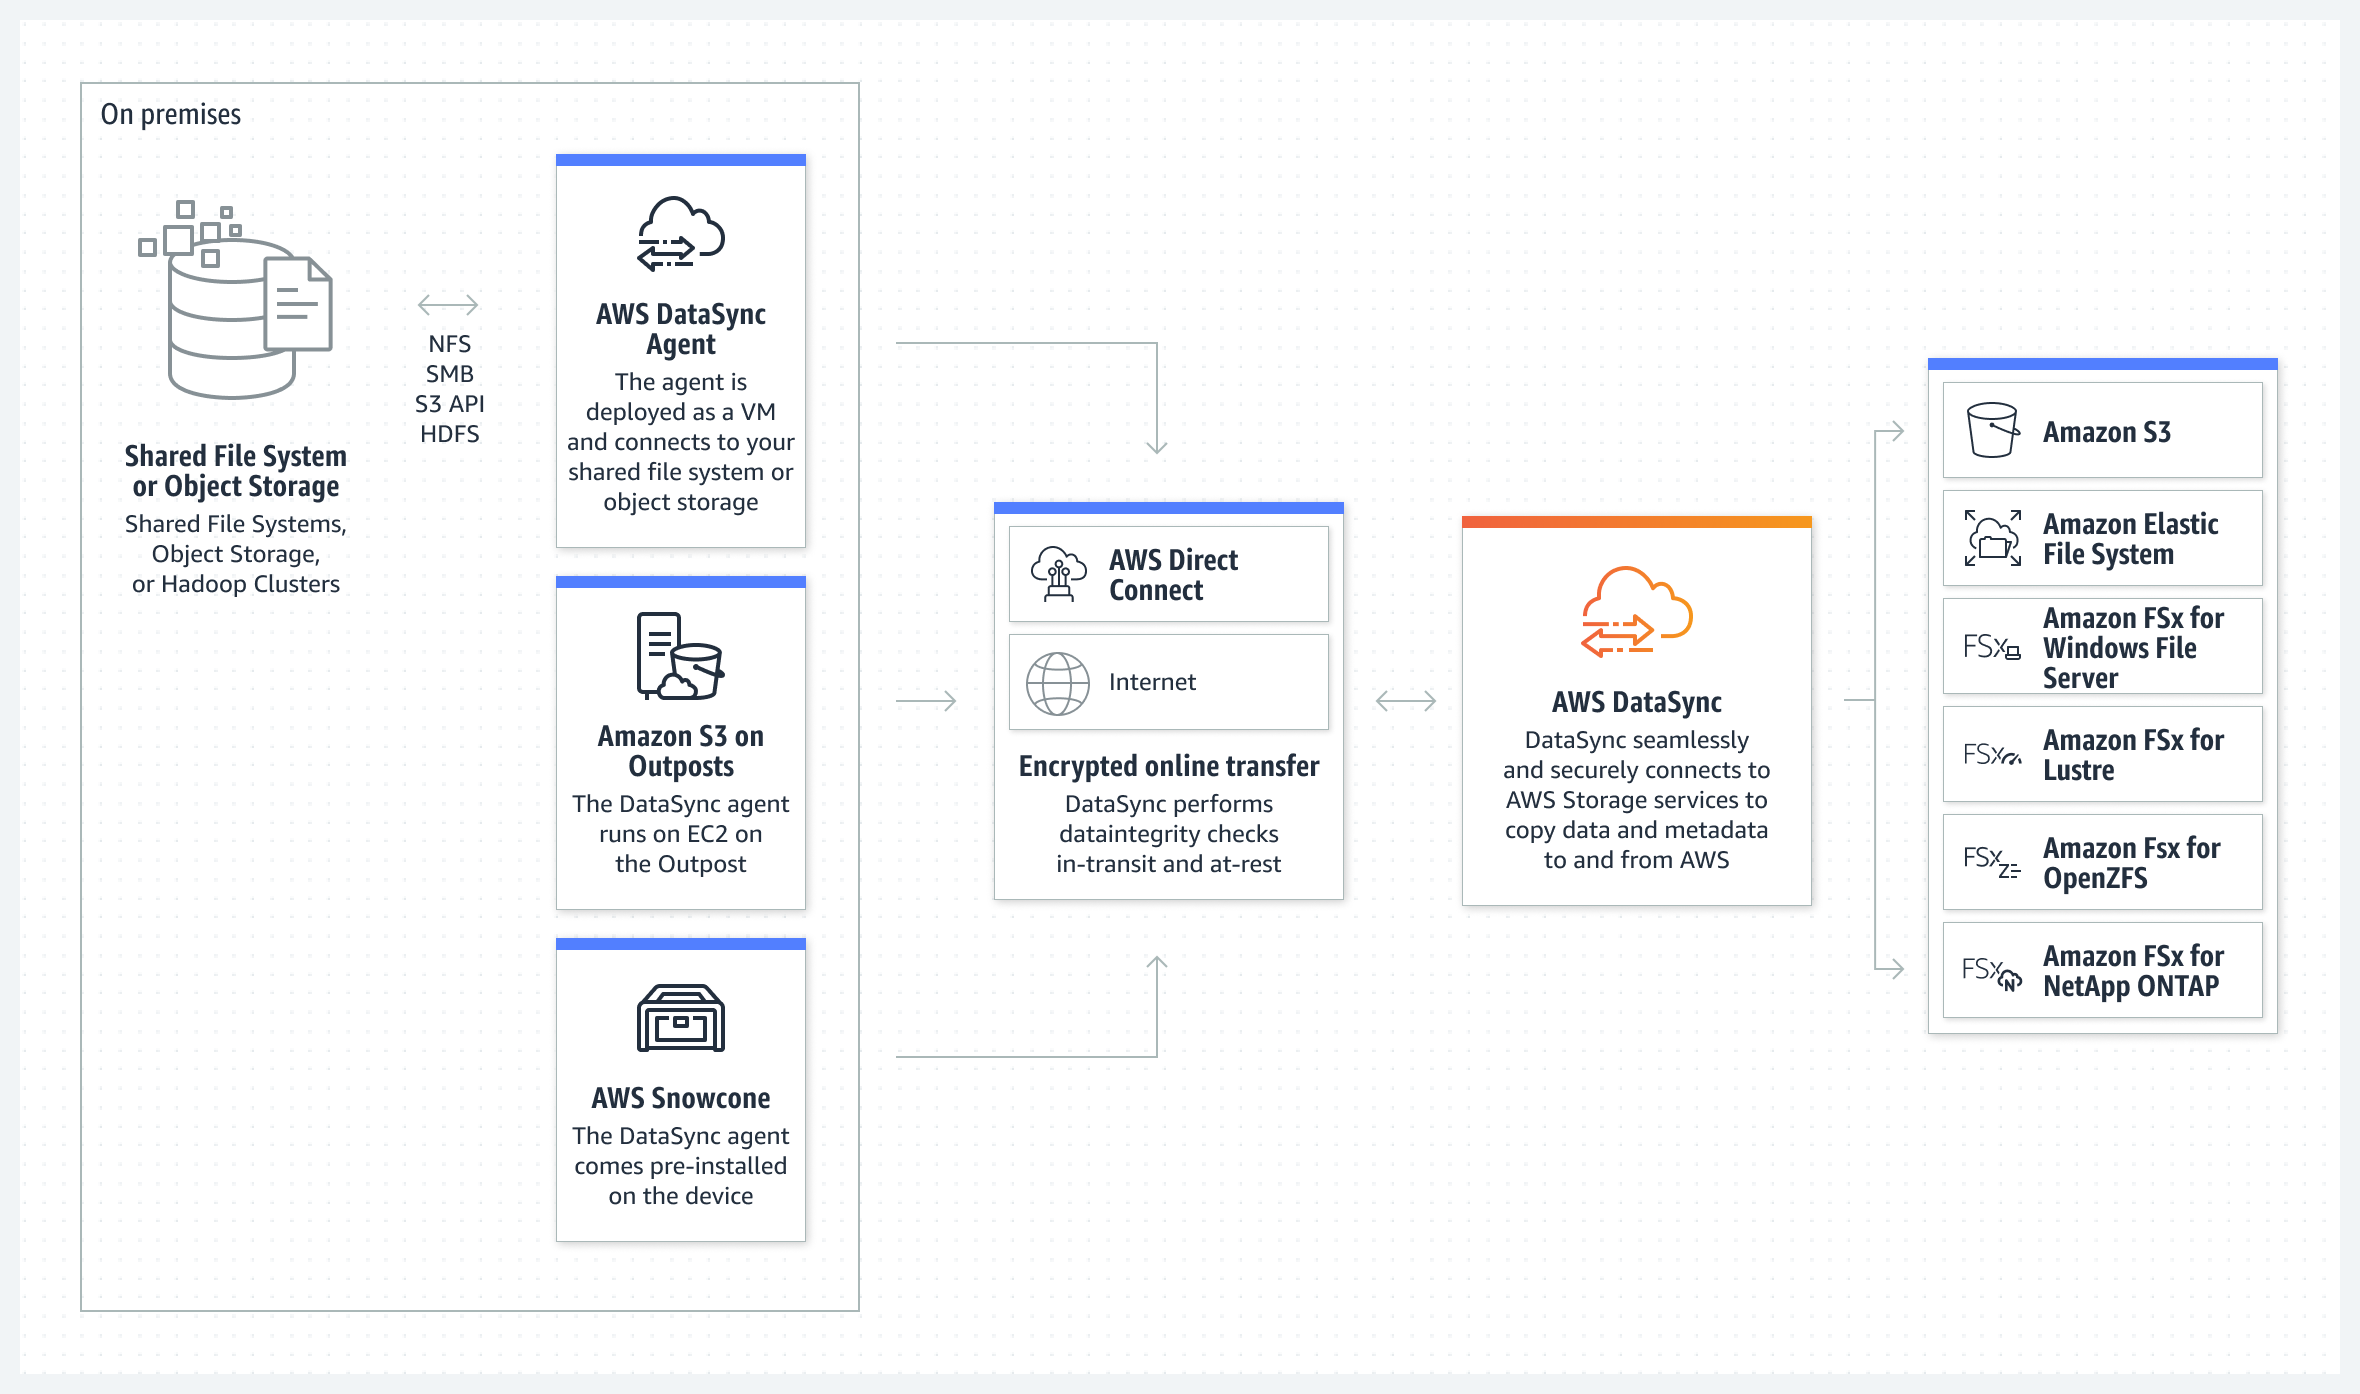 On premises
Shared File System
or Object Storage
Shared File Systems,
Object Storage,
or Hadoop Clusters
NFS
SMB
S3 API
HDFS
AWS DataSync
Agent
The agent is
deployed as a VM
and connects to your
shared file system or
object storage
Amazon S3 on
Outposts
The DataSync agent
runs on EC2 on
the Outpost
AWS Snowcone
The DataSync agent
comes pre-installed
on the device
AWS Direct
Connect
Internet
Encrypted online transfer
DataSync performs
dataintegrity checks
in-transit and at-rest
AWS DataSync
DataSync seamlessly
and securely connects to
AWS Storage services to
copy data and metadata
to and from AWS
Amazon S3
Amazon Elastic
File System
FSx
Amazon FSx for
Windows File
Server
FSx
Amazon FSx for
Lustre
FSx
Z
Amazon Fsx for
OpenZFS
FSx
N
Amazon FSx for
NetApp ONTAP